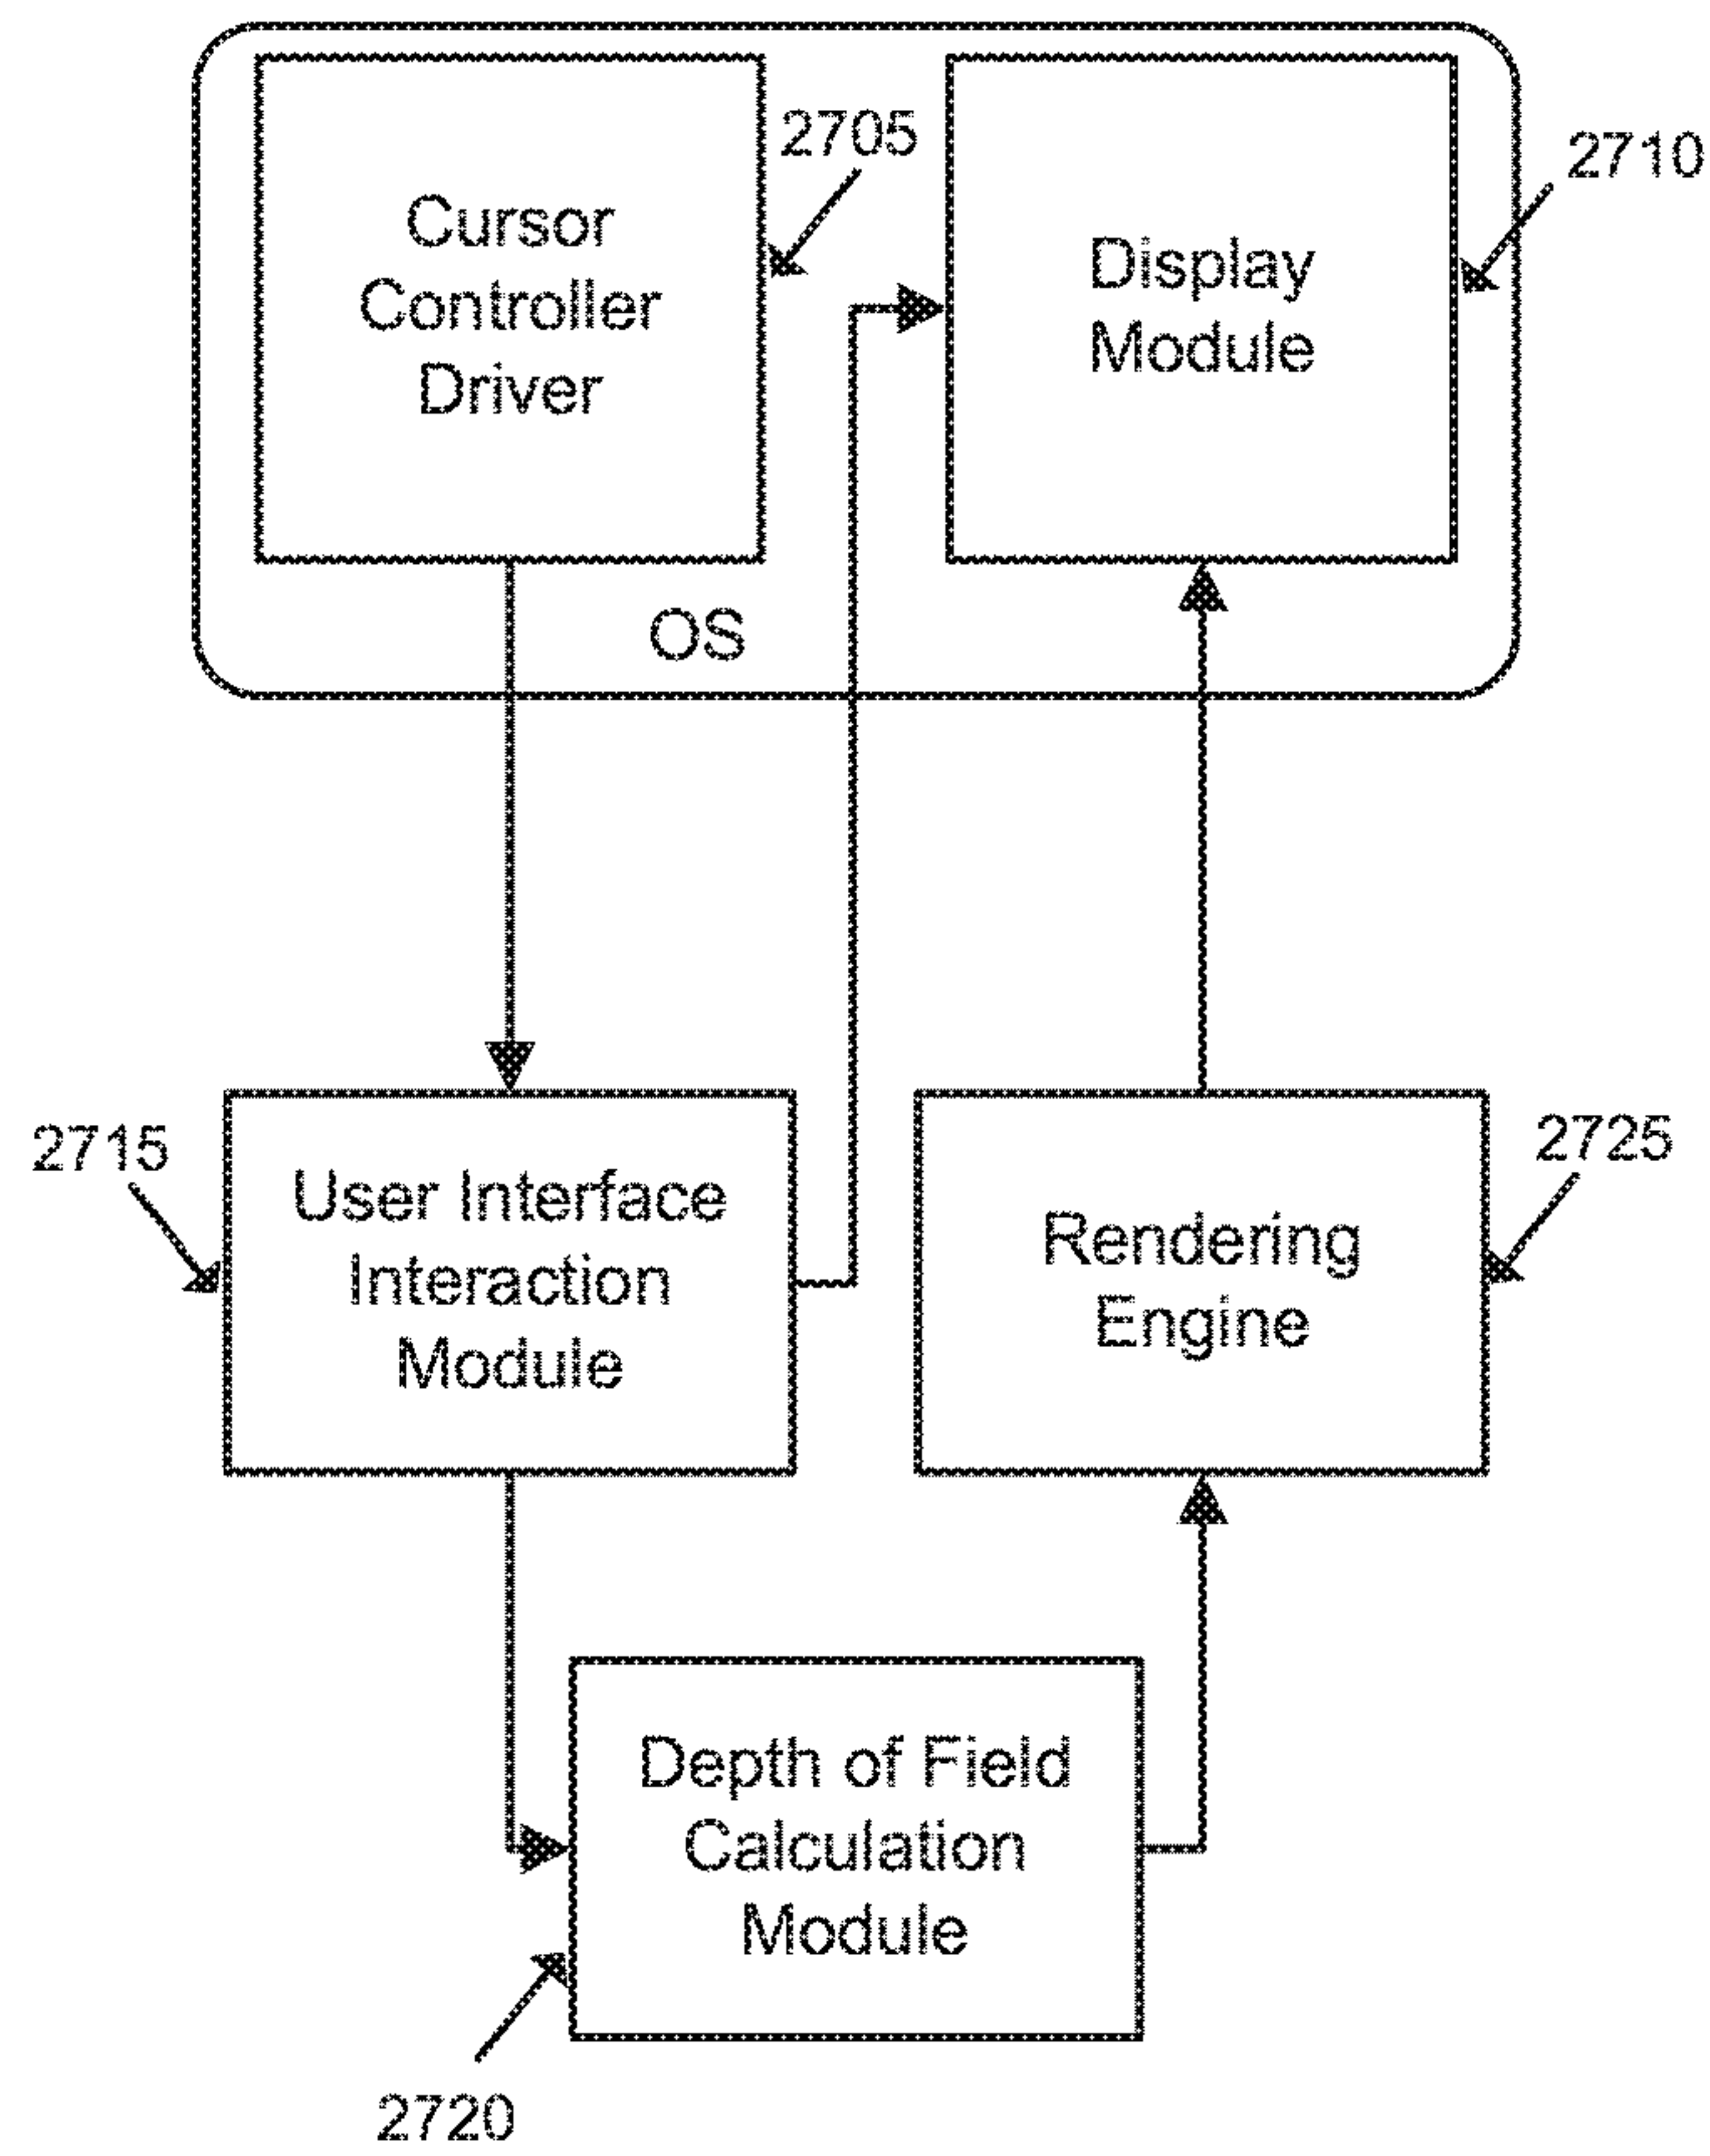 2705
2710
Cursor
Controller
Driver
Display
Module
OS
2715
2725
User Interface
Interaction
Module
Rendering
Engine
Depth of Field
Calculation
Module
2720